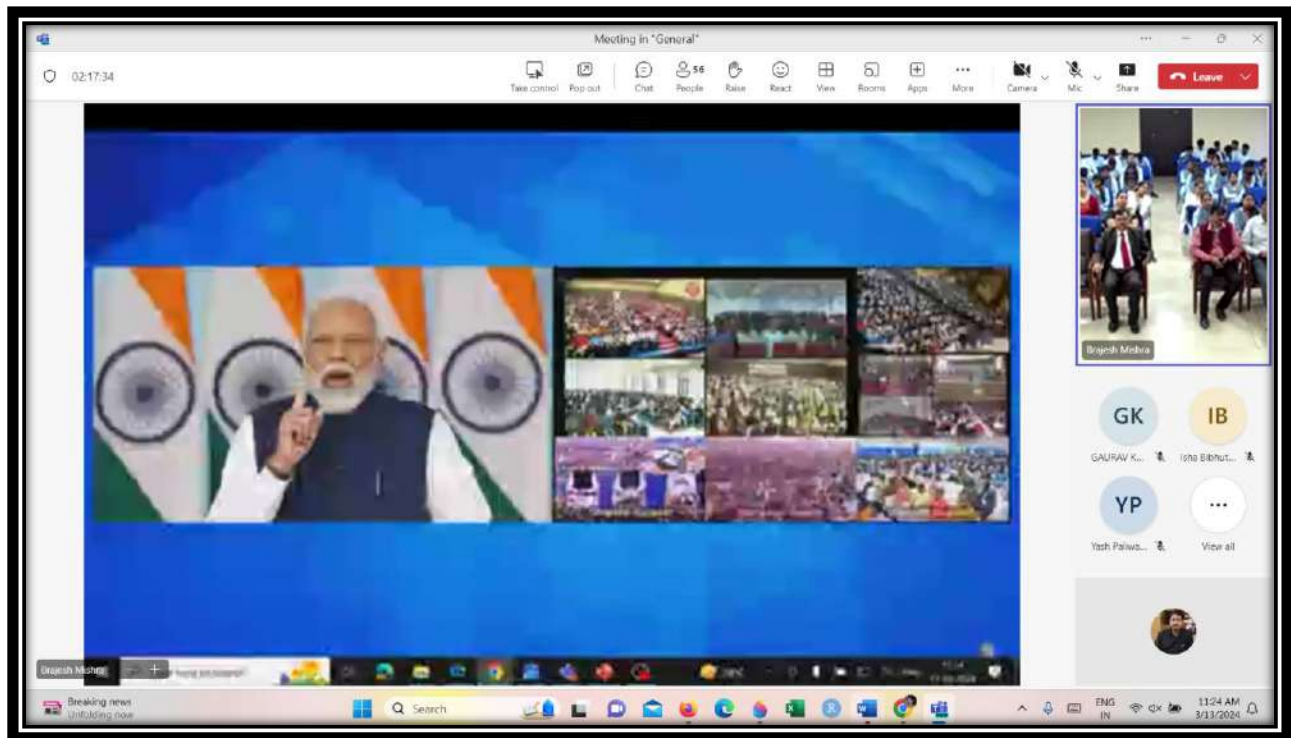 Meeting in "General"
02:17:34
Take control Pop out Chat People 56 Raise React View Rooms Apps More Camera Mic Share Leave
Brajesh Mishra
GK IB
GAURAV K... Isha Bibhut...
YP ...
Yash Paliwa... View all
Brajesh Mishra
Breaking news
Unfolding now
Search
ENG
IN
11:24 AM
3/13/2024